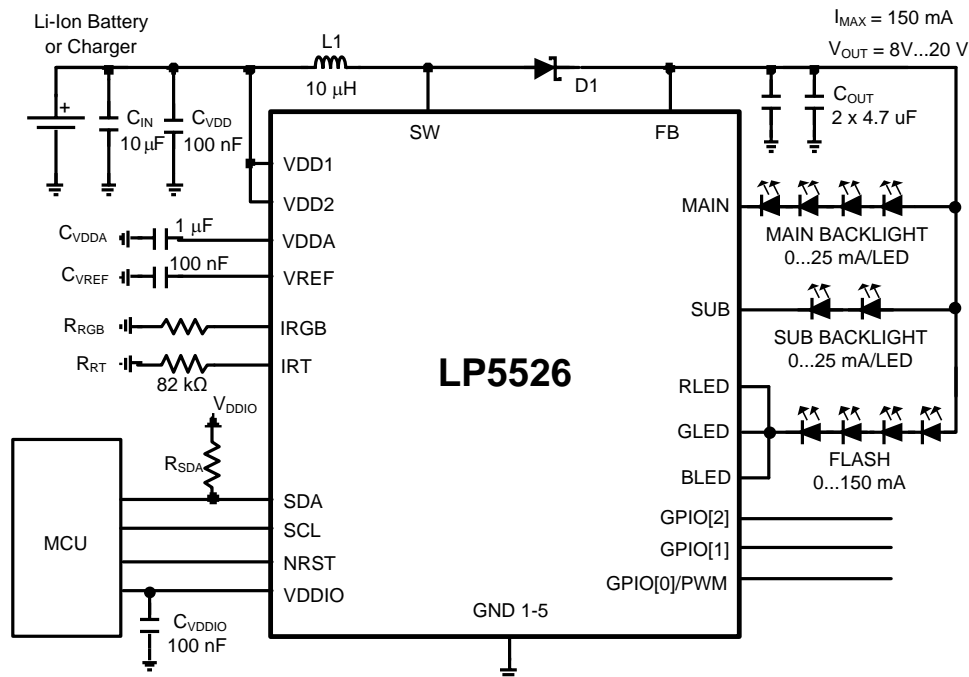 Li-Ion Battery
or Charger
+
C_IN
10 μF
C_VDD
100 nF
L1
10 μH
D1
I_MAX = 150 mA
V_OUT = 8V...20 V
C_OUT
2 x 4.7 uF
SW
FB
VDD1
VDD2
C_VDDA
1 μF
VDDA
C_VREF
100 nF
VREF
R_RGB
IRGB
R_RT
82 kΩ
IRT
LP5526
MAIN
MAIN BACKLIGHT
0...25 mA/LED
SUB
SUB BACKLIGHT
0...25 mA/LED
RLED
GLED
BLED
FLASH
0...150 mA
V_DDIO
R_SDA
MCU
SDA
SCL
NRST
VDDIO
C_VDDIO
100 nF
GPIO[2]
GPIO[1]
GPIO[0]/PWM
GND 1-5